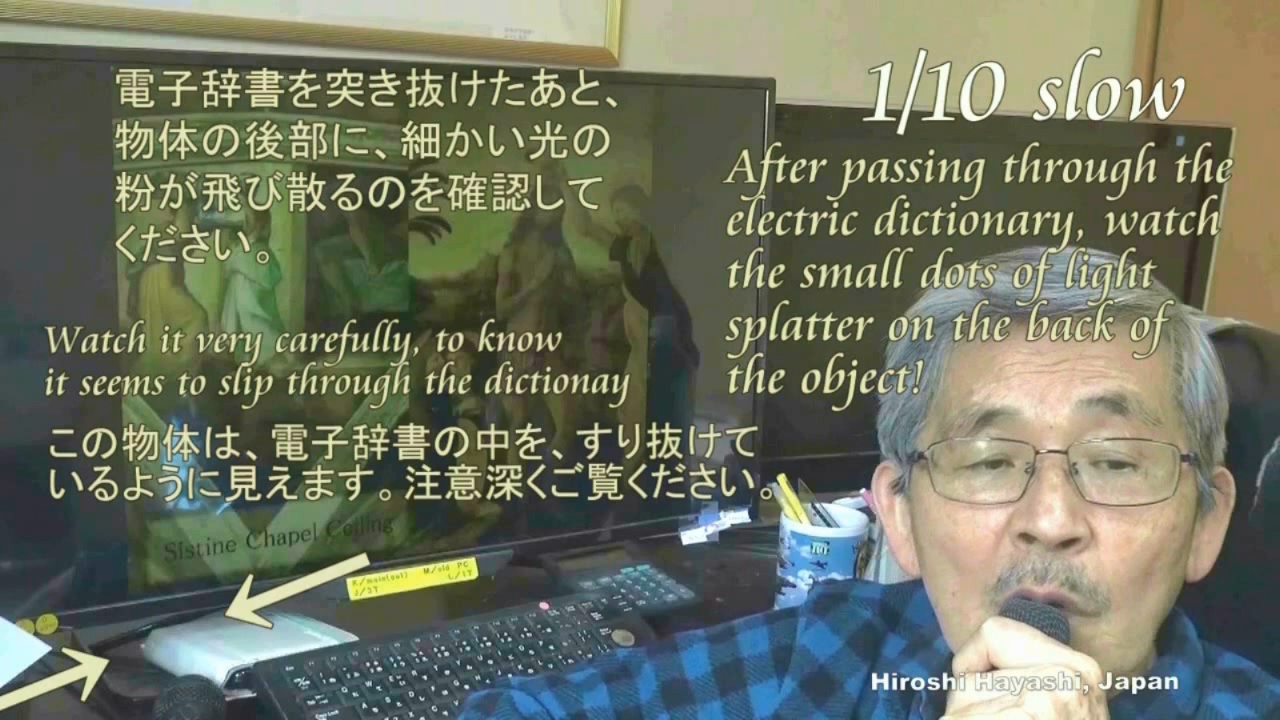 電子辞書を突き抜けたあと、
物体の後部に、細かい光の
粉が飛び散るのを確認して
ください。
1/10 slow
After passing through the
electric dictionary, watch
the small dots of light
splatter on the back of
the object!
Watch it very carefully, to know
it seems to slip through the dictionay
この物体は、電子辞書の中を、すり抜けて
いるように見えます。注意深くご覧ください。
Sistine Chapel Ceiling
K/main(out) M/old PC
J/ST L/IT
Hiroshi Hayashi, Japan